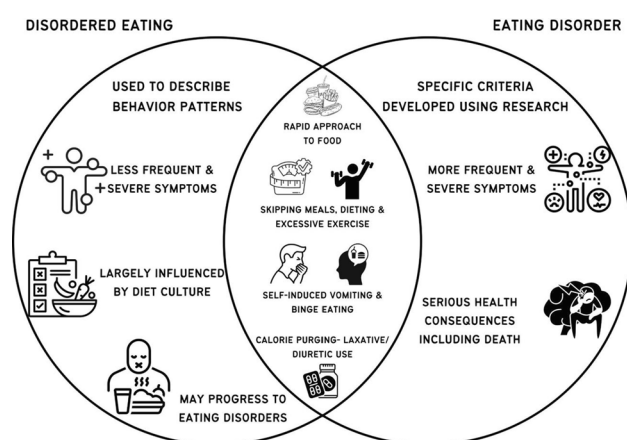 DISORDERED EATING
EATING DISORDER
USED TO DESCRIBE
BEHAVIOR PATTERNS
LESS FREQUENT &
SEVERE SYMPTOMS
LARGELY INFLUENCED
BY DIET CULTURE
MAY PROGRESS TO
EATING DISORDERS
RAPID APPROACH
TO FOOD
SKIPPING MEALS, DIETING &
EXCESSIVE EXERCISE
SELF-INDUCED VOMITING &
BINGE EATING
CALORIE PURGING- LAXATIVE/
DIURETIC USE
SPECIFIC CRITERIA
DEVELOPED USING RESEARCH
MORE FREQUENT &
SEVERE SYMPTOMS
SERIOUS HEALTH
CONSEQUENCES
INCLUDING DEATH